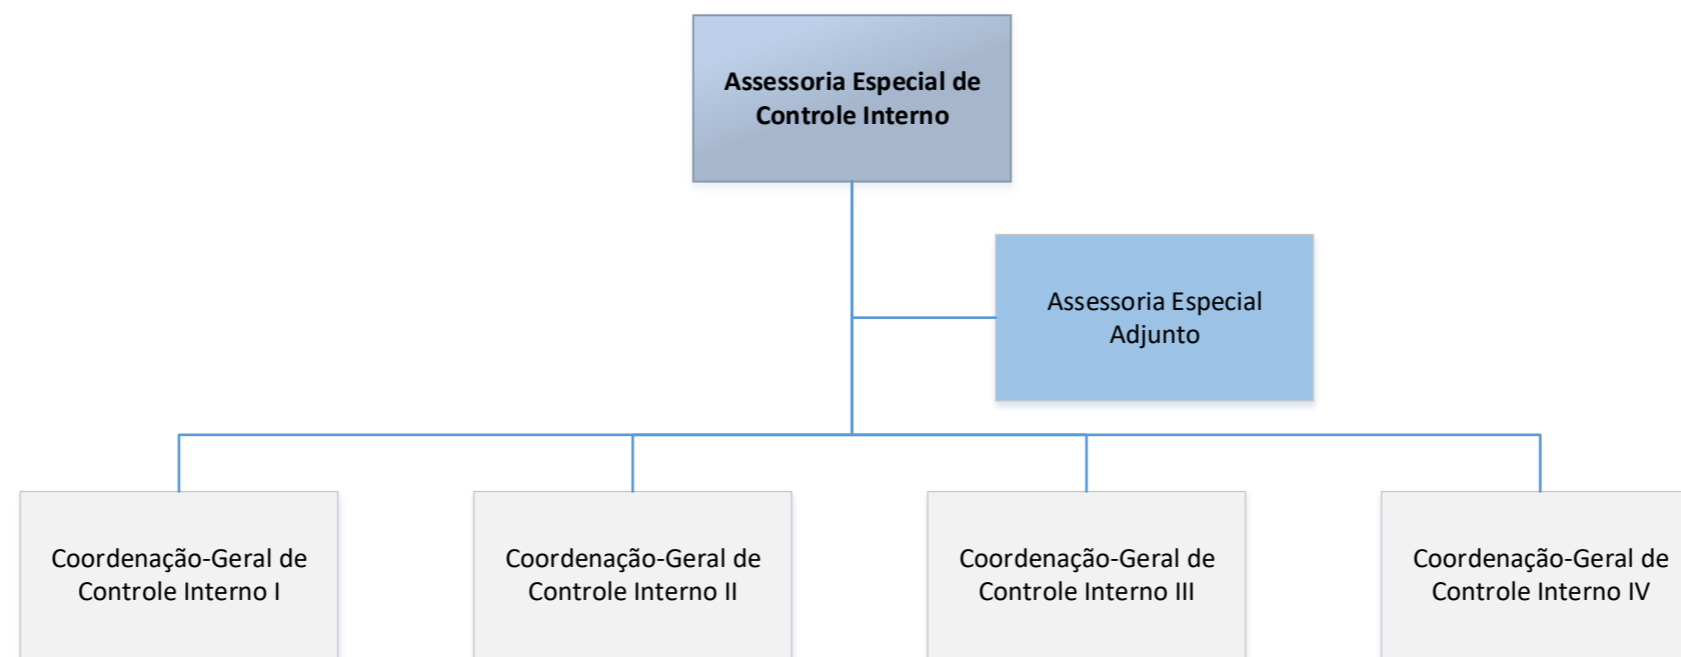 Assessoria Especial de
Controle Interno
Assessoria Especial
Adjunto
Coordenação-Geral de
Controle Interno I
Coordenação-Geral de
Controle Interno II
Coordenação-Geral de
Controle Interno III
Coordenação-Geral de
Controle Interno IV